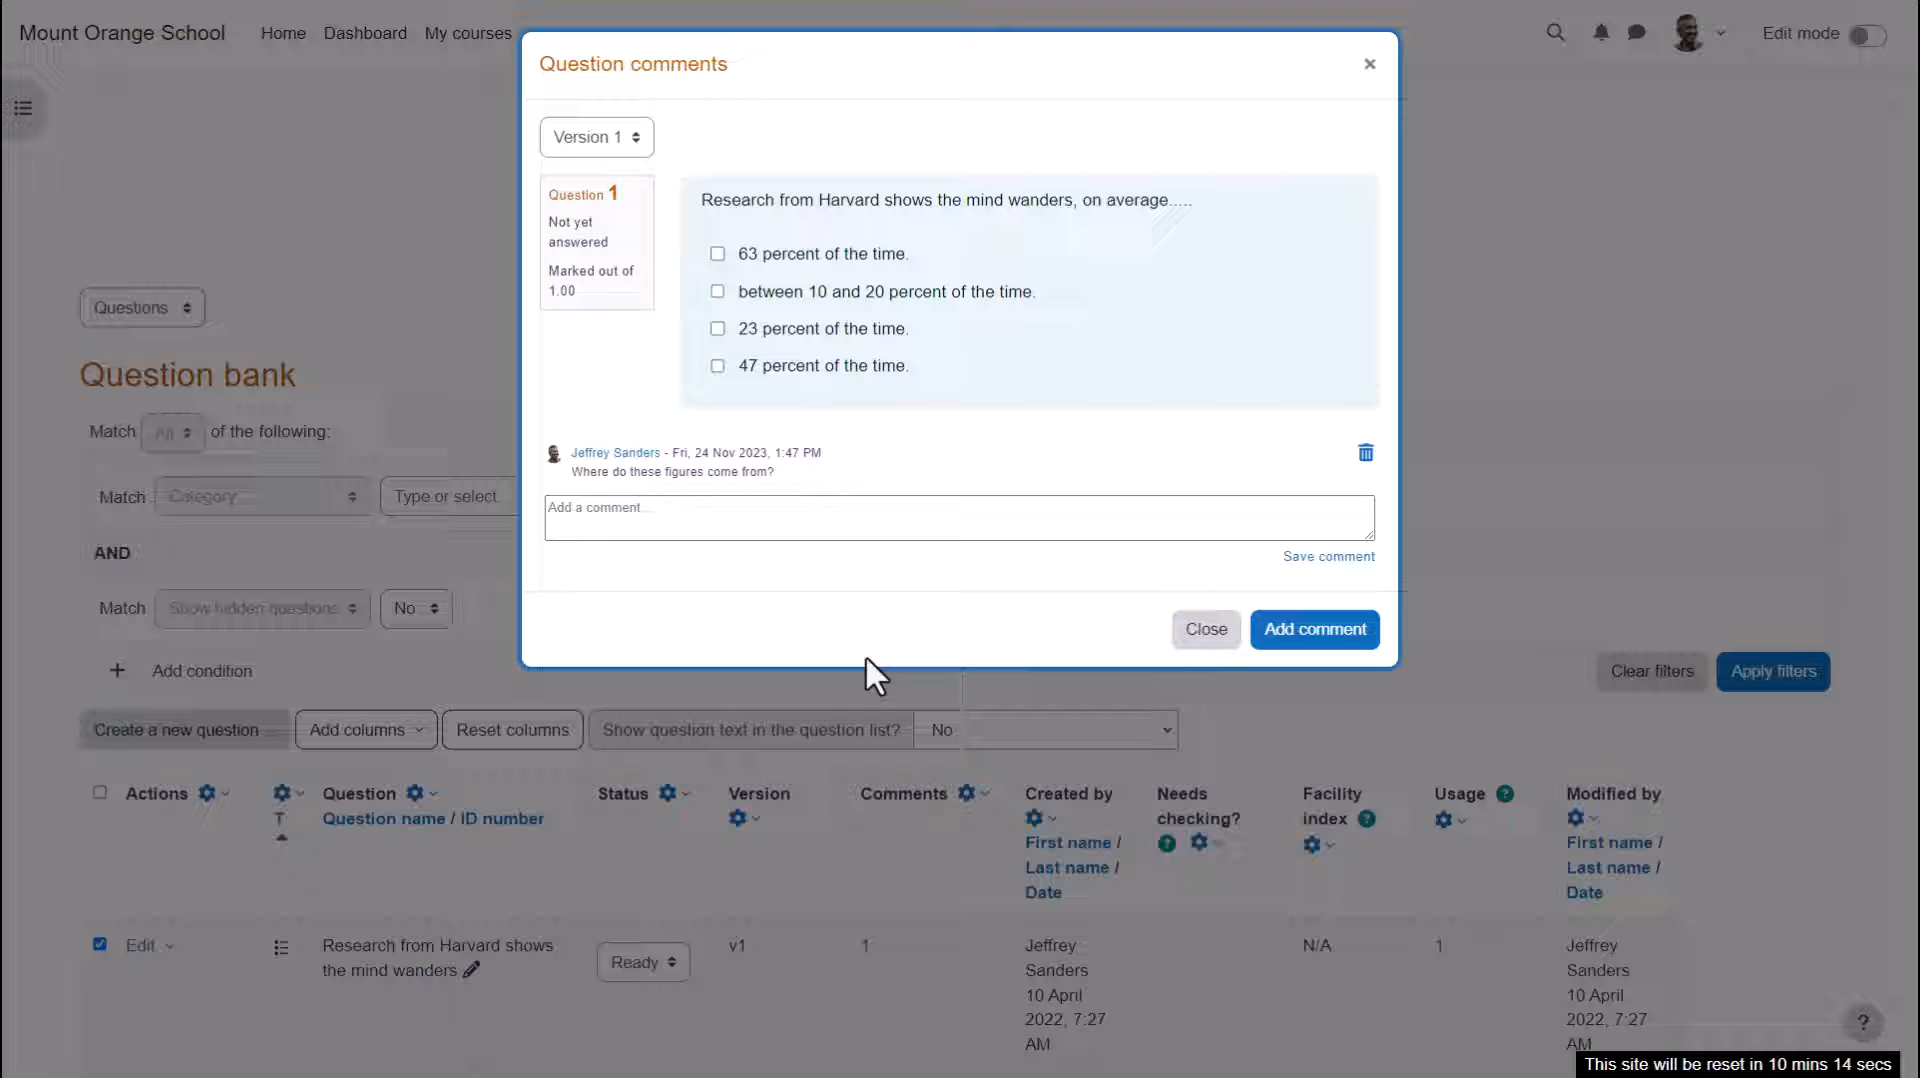 Mount Orange School Home Dashboard My courses
Edit mode
Question comments
×
Version 1
Question 1
Not yet
answered
Marked out of
1.00
Research from Harvard shows the mind wanders, on average.....
63 percent of the time.
between 10 and 20 percent of the time.
23 percent of the time.
47 percent of the time.
Jeffrey Sanders - Fri, 24 Nov 2023, 1:47 PM
Where do these figures come from?
Add a comment...
Save comment
Close Add comment
Questions
Question bank
Match All of the following:
Match Category Type or select
AND
Match Show hidden questions No
+ Add condition
Clear filters Apply filters
Create a new question ... Add columns Reset columns Show question text in the question list? No
Actions
T
Question
Question name / ID number
Status
Version
Comments
Created by
First name /
Last name /
Date
Needs
checking?
?
Facility
index ?
Usage ?
Modified by
First name /
Last name /
Date
Edit
Research from Harvard shows
the mind wanders
Ready
v1
1
Jeffrey
Sanders
10 April
2022, 7:27
AM
N/A
1
Jeffrey
Sanders
10 April
2022, 7:27
AM
?
This site will be reset in 10 mins 14 secs